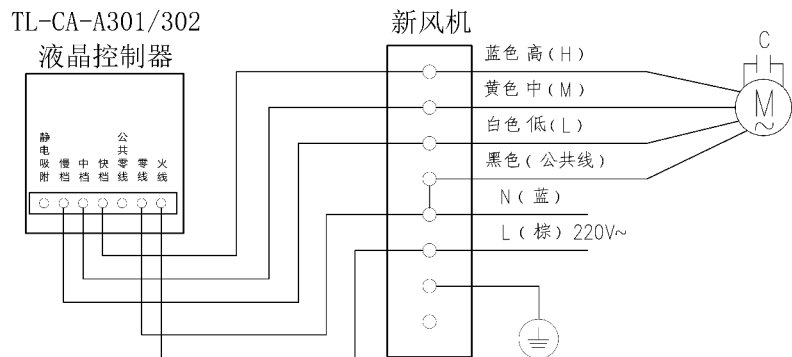 TL-CA-A301/302
液晶控制器
静电吸附
慢档
中档
快档
公共零线
零线
火线
新风机
蓝色 高(H)
黄色 中(M)
白色 低(L)
黑色(公共线)
N(蓝)
L(棕) 220V~
C
M
~